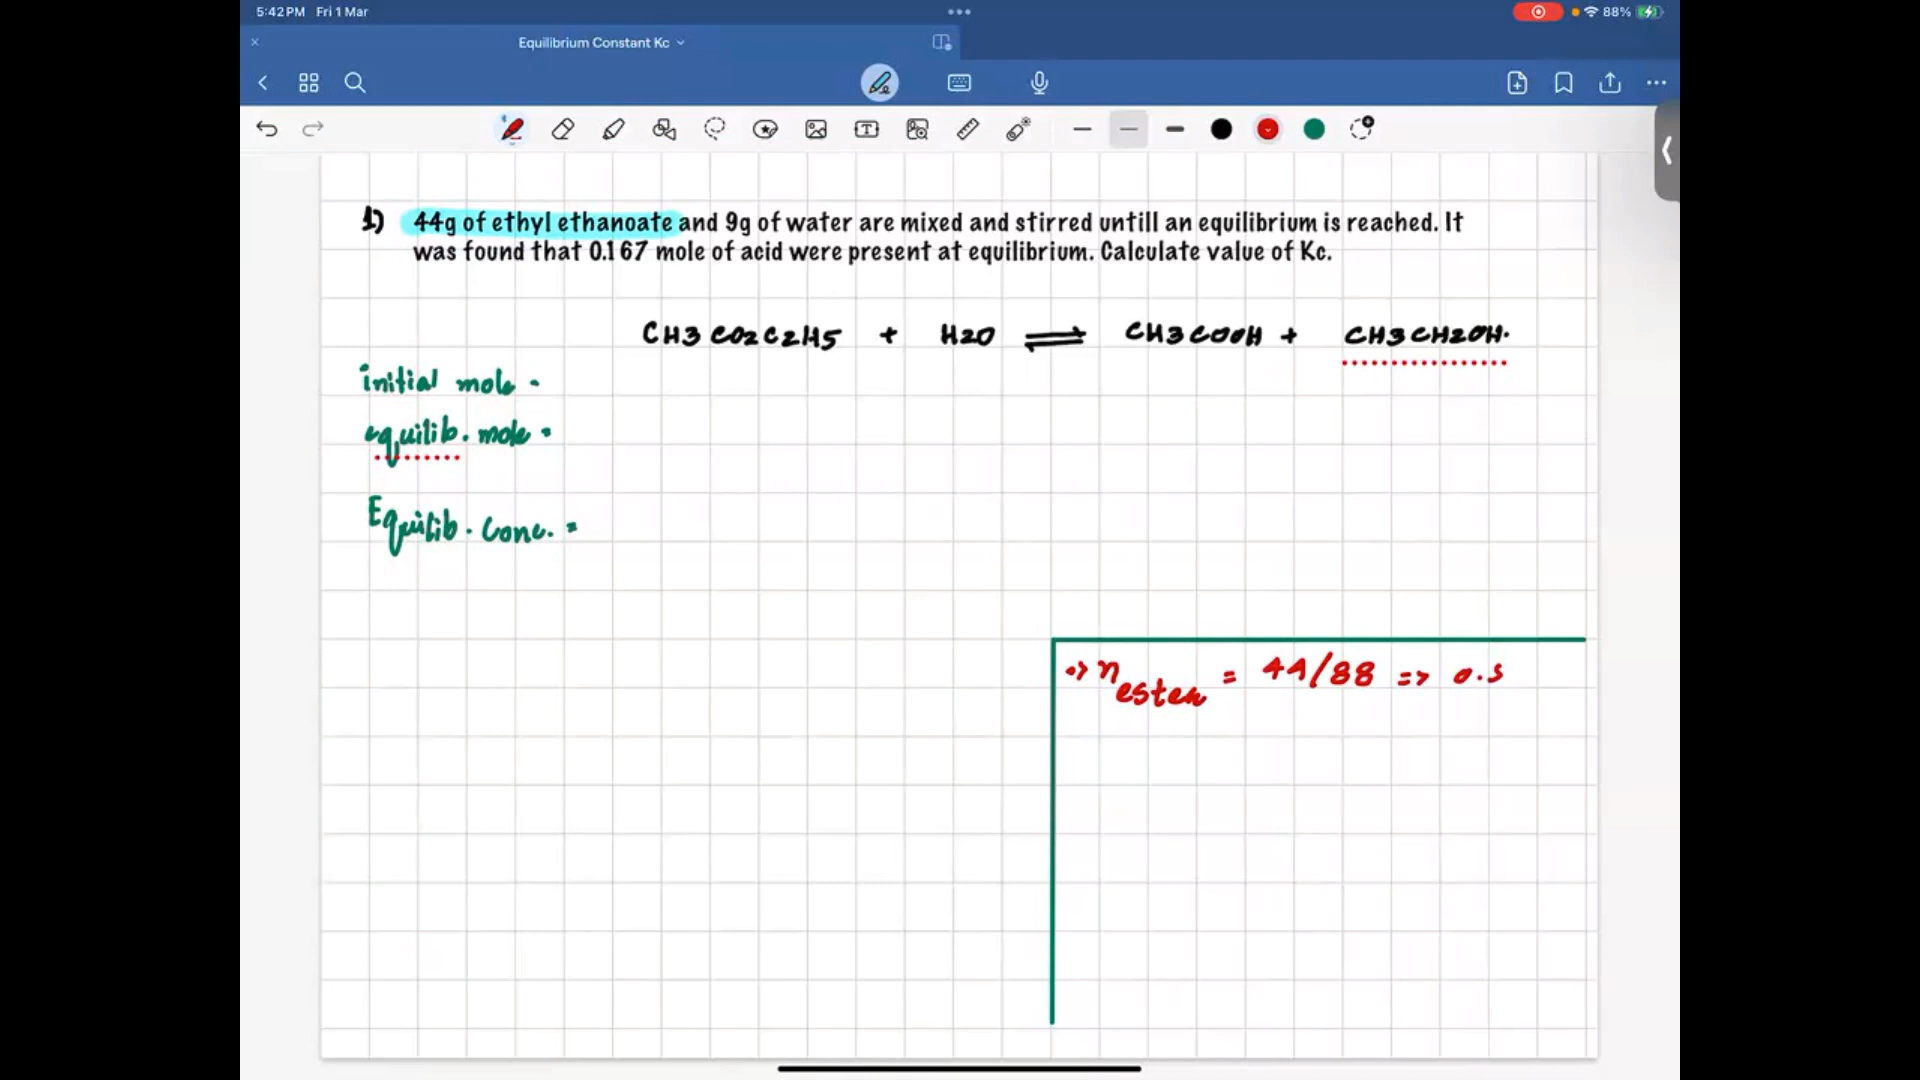 5:42 PM Fri 1 Mar
88%
Equilibrium Constant Kc
1) 44g of ethyl ethanoate and 9g of water are mixed and stirred untill an equilibrium is reached. It
was found that 0.167 mole of acid were present at equilibrium. Calculate value of Kc.
CH3CO2C2H5 + H2O ⇌ CH3COOH + CH3CH2OH.
initial mole -
equilib. mole =
Equilib. Conc. =
=> n ester = 44/88 => 0.5